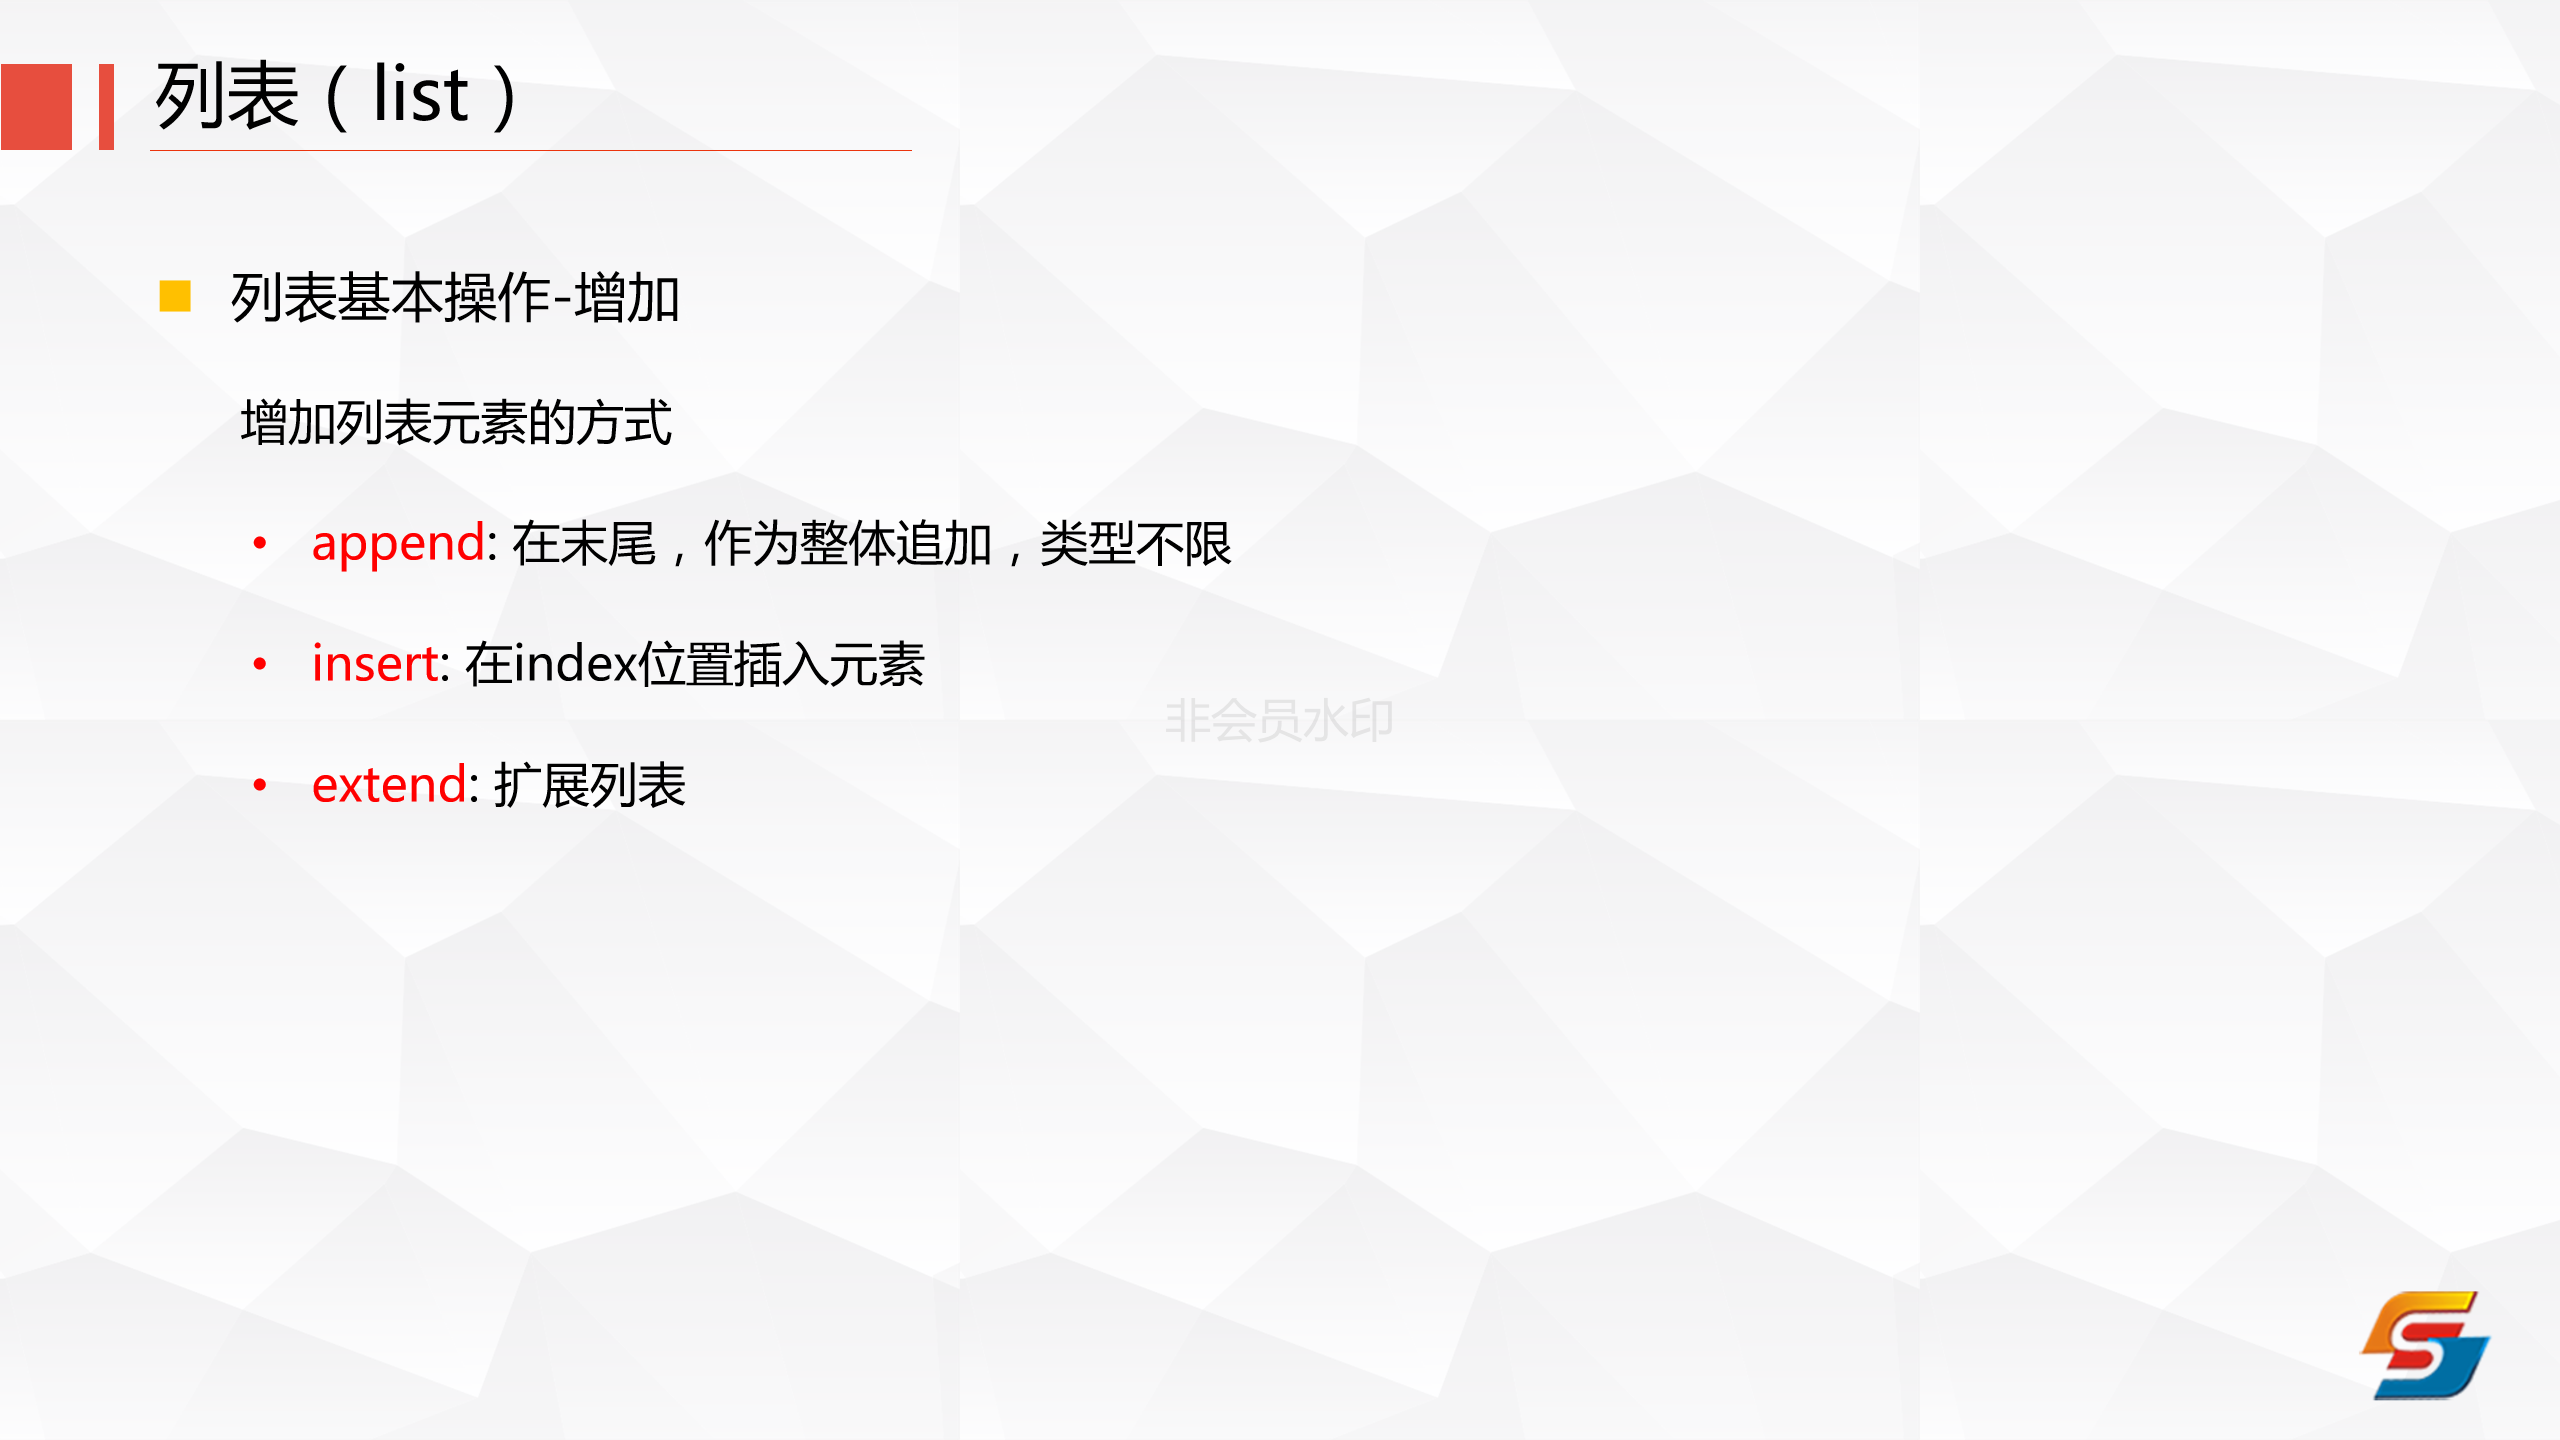 列表（list）
列表基本操作-增加
增加列表元素的方式
• append: 在末尾，作为整体追加，类型不限
• insert: 在index位置插入元素
非会员水印
• extend: 扩展列表